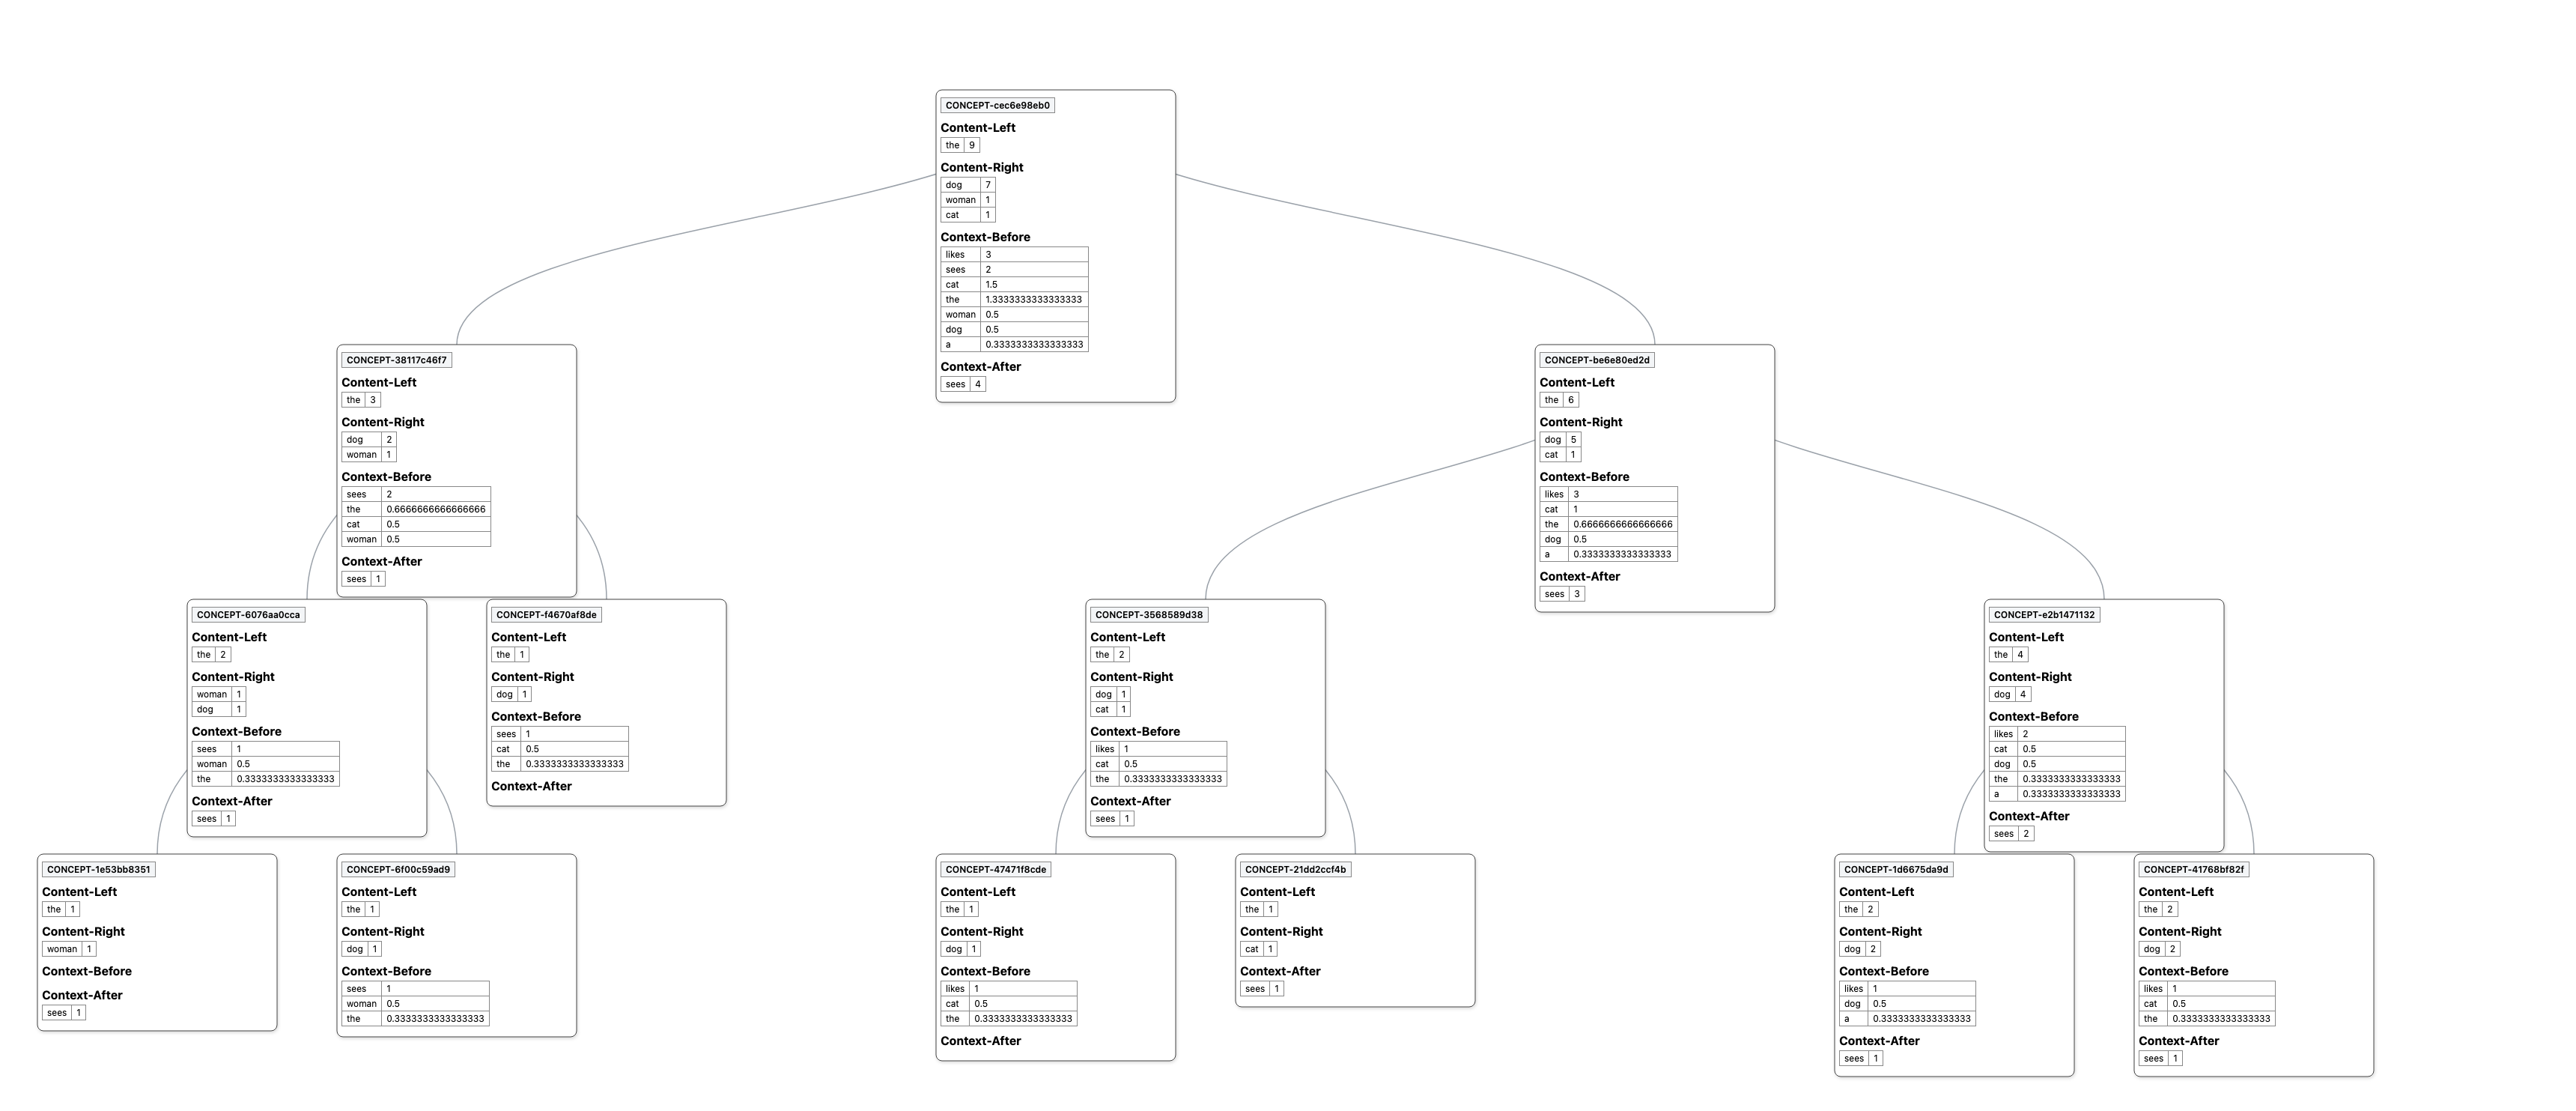 CONCEPT-cec6e98eb0
Content-Left
the 9
Content-Right
dog 7
woman 1
cat 1
Context-Before
likes 3
sees 2
cat 1.5
the 1.3333333333333333
woman 0.5
dog 0.5
a 0.3333333333333333
Context-After
sees 4
CONCEPT-38117c46f7
Content-Left
the 3
Content-Right
dog 2
woman 1
Context-Before
sees 2
the 0.6666666666666666
cat 0.5
woman 0.5
Context-After
sees 1
CONCEPT-be6e80ed2d
Content-Left
the 6
Content-Right
dog 5
cat 1
Context-Before
likes 3
cat 1
the 0.6666666666666666
dog 0.5
a 0.3333333333333333
Context-After
sees 3
CONCEPT-6076aa0cca
Content-Left
the 2
Content-Right
woman 1
dog 1
Context-Before
sees 1
woman 0.5
the 0.3333333333333333
Context-After
sees 1
CONCEPT-f4670af8de
Content-Left
the 1
Content-Right
dog 1
Context-Before
sees 1
cat 0.5
the 0.3333333333333333
Context-After
CONCEPT-3568589d38
Content-Left
the 2
Content-Right
dog 1
cat 1
Context-Before
likes 1
cat 0.5
the 0.3333333333333333
Context-After
sees 1
CONCEPT-e2b1471132
Content-Left
the 4
Content-Right
dog 4
Context-Before
likes 2
cat 0.5
dog 0.5
the 0.3333333333333333
a 0.3333333333333333
Context-After
sees 2
CONCEPT-1e53bb8351
Content-Left
the 1
Content-Right
woman 1
Context-Before
Context-After
sees 1
CONCEPT-6f00c59ad9
Content-Left
the 1
Content-Right
dog 1
Context-Before
sees 1
woman 0.5
the 0.3333333333333333
CONCEPT-47471f8cde
Content-Left
the 1
Content-Right
dog 1
Context-Before
likes 1
cat 0.5
the 0.3333333333333333
Context-After
CONCEPT-21dd2ccf4b
Content-Left
the 1
Content-Right
cat 1
Context-After
sees 1
CONCEPT-1d6675da9d
Content-Left
the 2
Content-Right
dog 2
Context-Before
likes 1
dog 0.5
a 0.3333333333333333
Context-After
sees 1
CONCEPT-41768bf82f
Content-Left
the 2
Content-Right
dog 2
Context-Before
likes 1
cat 0.5
the 0.3333333333333333
Context-After
sees 1